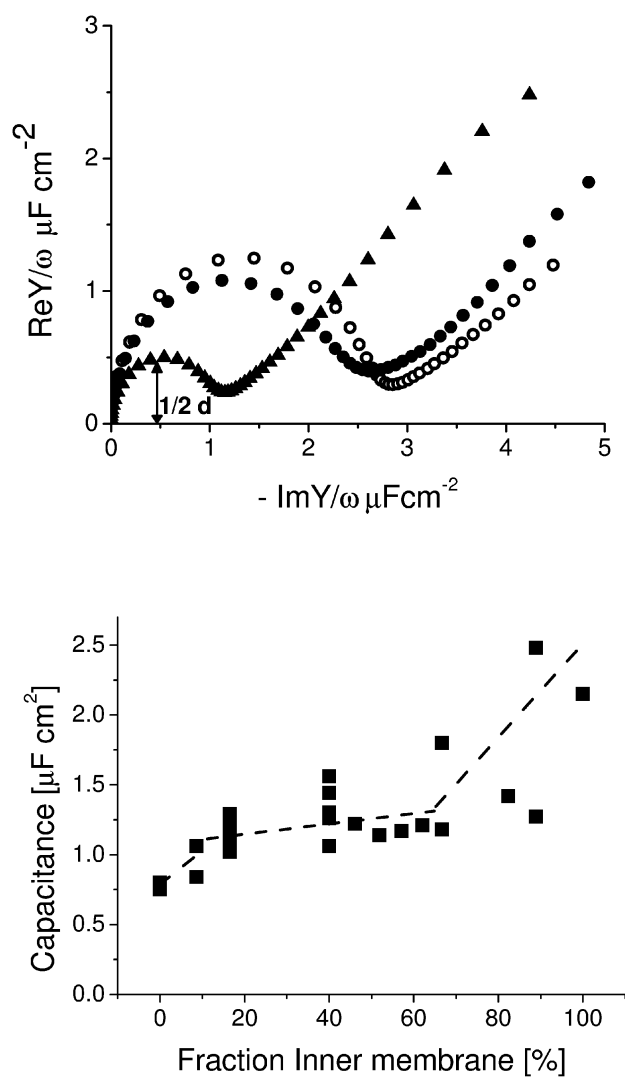 3
2
1
0
ReY/ω μF cm-2
1/2 d
0 1 2 3 4 5
- ImY/ω μFcm-2
2.5
2.0
1.5
1.0
0.5
0.0
Capacitance [μF cm2]
0 20 40 60 80 100
Fraction Inner membrane [%]